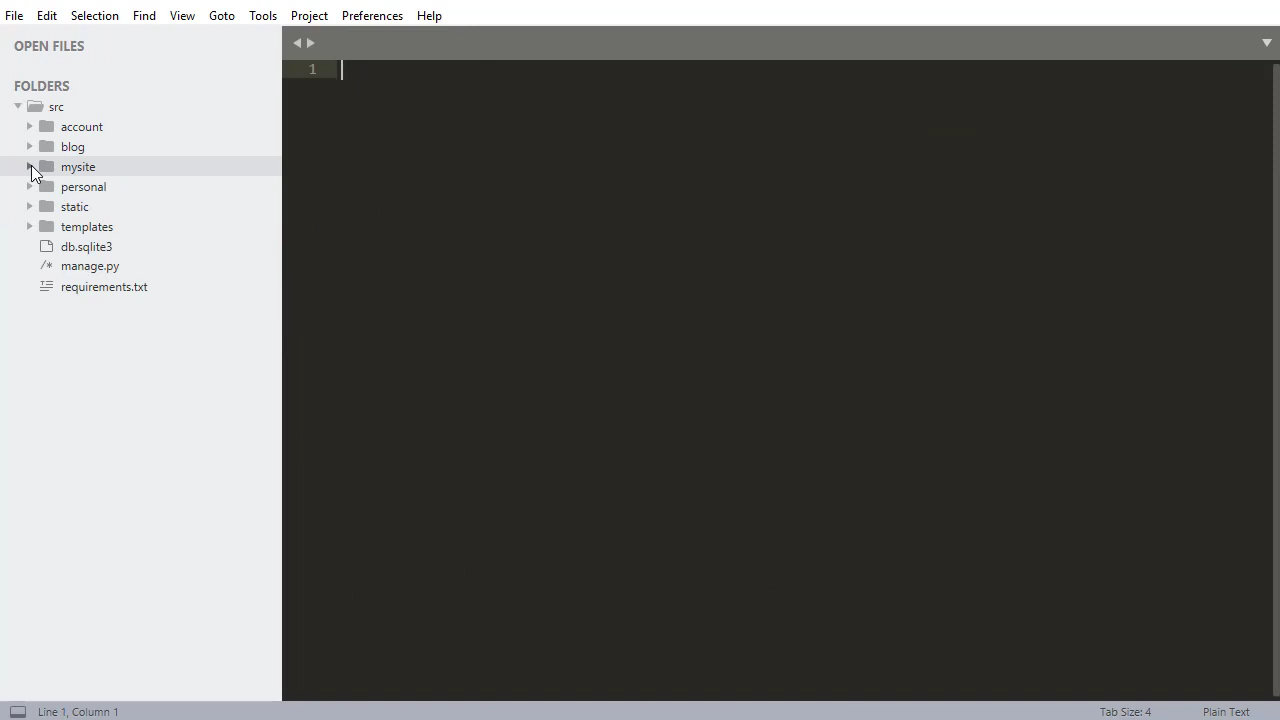 File Edit Selection Find View Goto Tools Project Preferences Help
OPEN FILES
FOLDERS
src
account
blog
mysite
personal
static
templates
db.sqlite3
/* manage.py
requirements.txt
1
Line 1, Column 1 Tab Size: 4 Plain Text